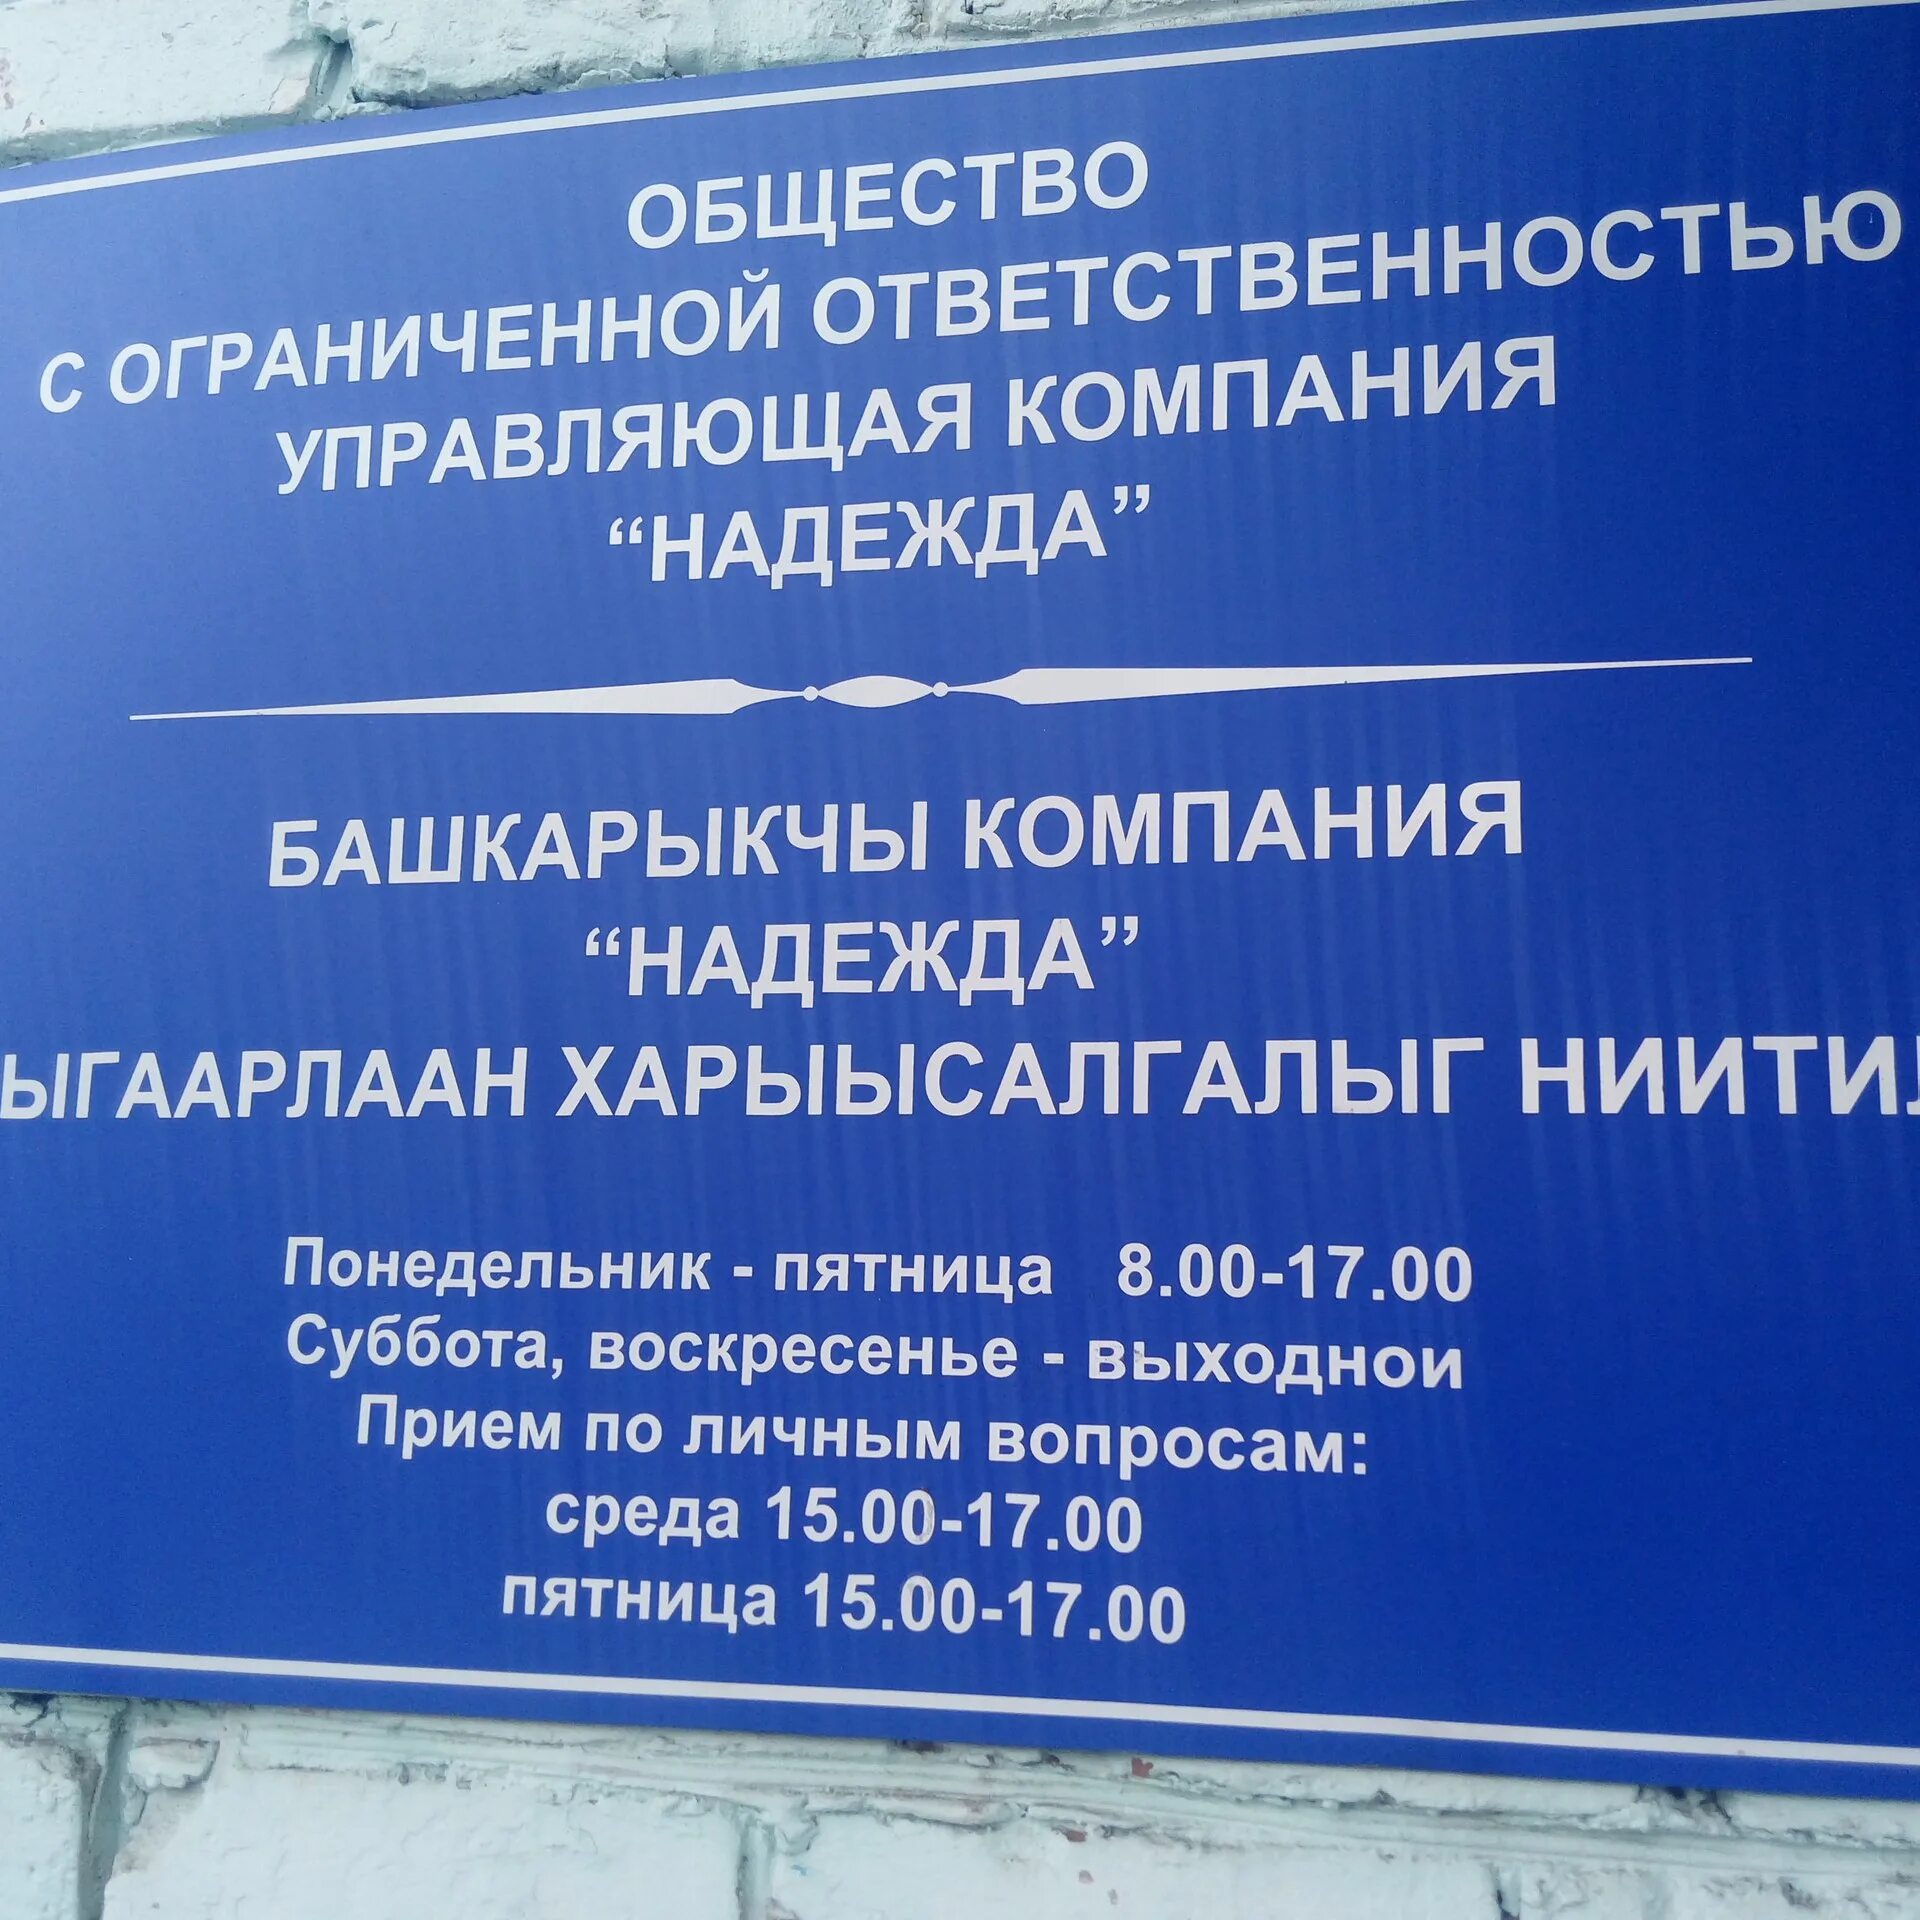 ОБЩЕСТВО
С ОГРАНИЧЕННОЙ ОТВЕТСТВЕННОСТЬЮ
УПРАВЛЯЮЩАЯ КОМПАНИЯ
“НАДЕЖДА”
БАШКАРЫКЧЫ КОМПАНИЯ
“НАДЕЖДА”
ЫГААРЛААН ХАРЫЫСАЛГАЛЫГ НИИТИЛ
Понедельник - пятница 8.00-17.00
Суббота, воскресенье - выходнои
Прием по личным вопросам:
среда 15.00-17.00
пятница 15.00-17.00